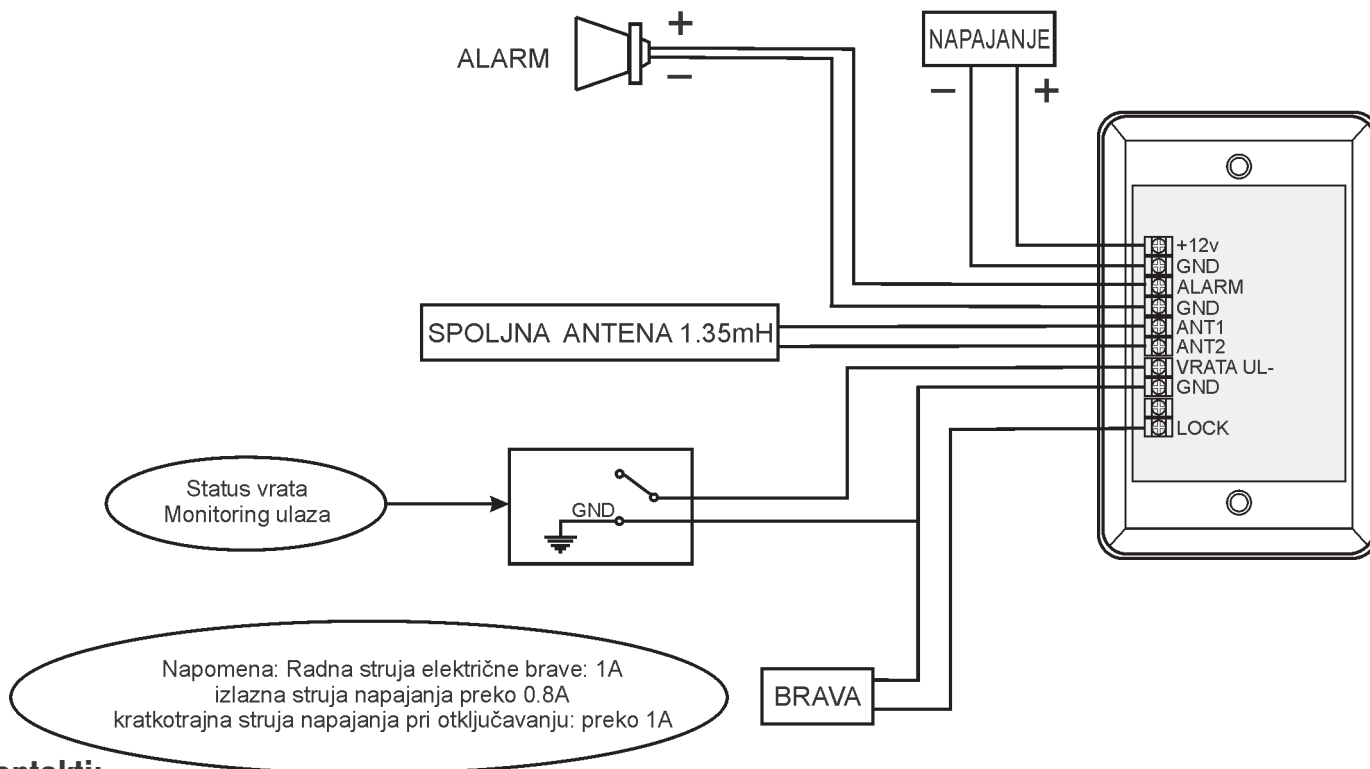 ALARM
+
−
NAPAJANJE
−
+
+12v
GND
ALARM
GND
ANT1
ANT2
VRATA UL-
GND
LOCK
SPOLJNA ANTENA 1.35mH
Status vrata
Monitoring ulaza
GND
Napomena: Radna struja električne brave: 1A
izlazna struja napajanja preko 0.8A
kratkotrajna struja napajanja pri otključavanju: preko 1A
BRAVA